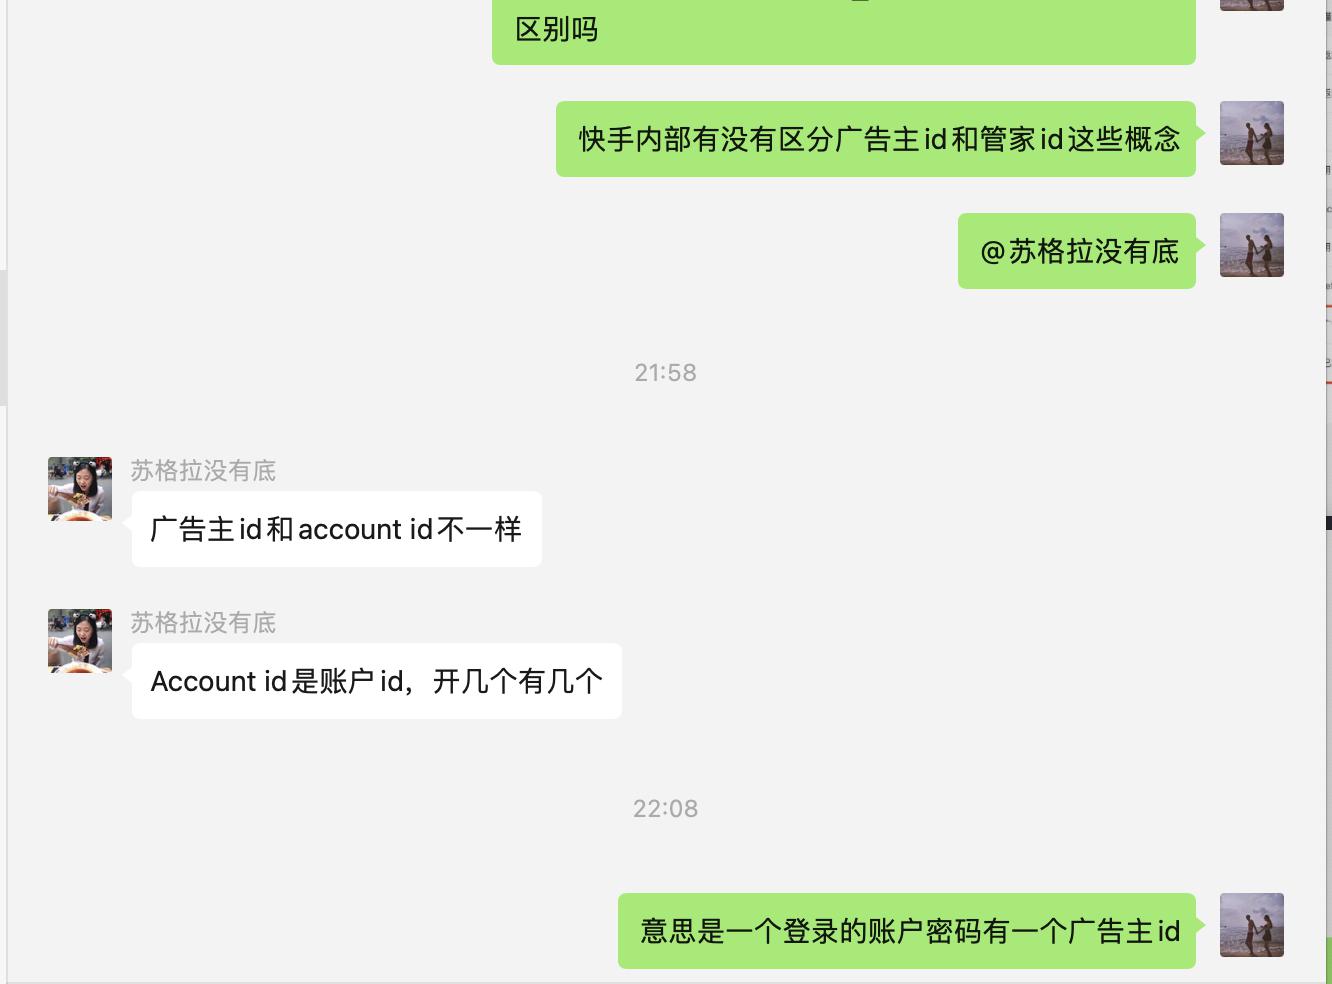 区别吗
快手内部有没有区分广告主id和管家id这些概念
@苏格拉没有底
21:58
苏格拉没有底
广告主id和account id不一样
苏格拉没有底
Account id是账户id，开几个有几个
22:08
意思是一个登录的账户密码有一个广告主id